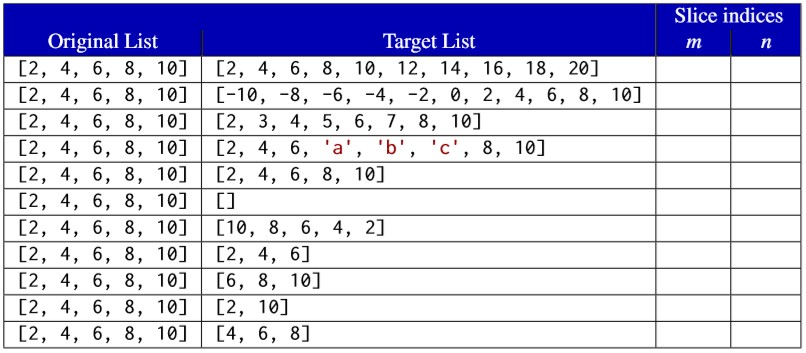 Slice indices
Original List Target List m n
[2, 4, 6, 8, 10] [2, 4, 6, 8, 10, 12, 14, 16, 18, 20]
[2, 4, 6, 8, 10] [-10, -8, -6, -4, -2, 0, 2, 4, 6, 8, 10]
[2, 4, 6, 8, 10] [2, 3, 4, 5, 6, 7, 8, 10]
[2, 4, 6, 8, 10] [2, 4, 6, 'a', 'b', 'c', 8, 10]
[2, 4, 6, 8, 10] [2, 4, 6, 8, 10]
[2, 4, 6, 8, 10] []
[2, 4, 6, 8, 10] [10, 8, 6, 4, 2]
[2, 4, 6, 8, 10] [2, 4, 6]
[2, 4, 6, 8, 10] [6, 8, 10]
[2, 4, 6, 8, 10] [2, 10]
[2, 4, 6, 8, 10] [4, 6, 8]